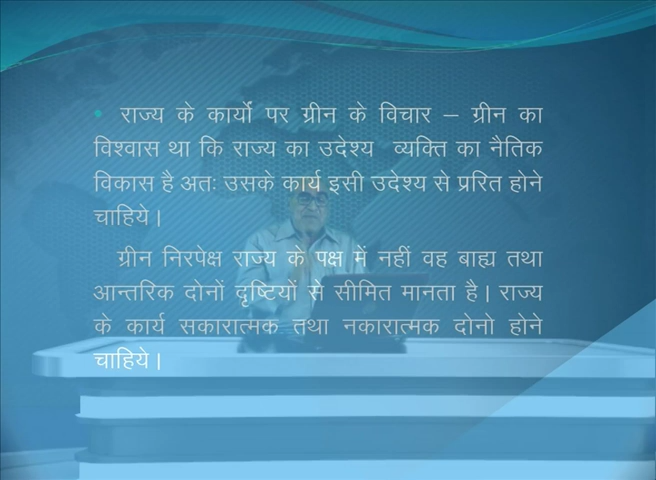 राज्य के कार्यो पर ग्रीन के विचार – ग्रीन का
विश्वास था कि राज्य का उदेश्य व्यक्ति का नैतिक
विकास है अतः उसके कार्य इसी उदेश्य से प्ररित होने
चाहिये।
ग्रीन निरपेक्ष राज्य के पक्ष में नहीं वह बाह्य तथा
आन्तरिक दोनों दृष्टियों से सीमित मानता है। राज्य
के कार्य सकारात्मक तथा नकारात्मक दोनो होने
चाहिये।